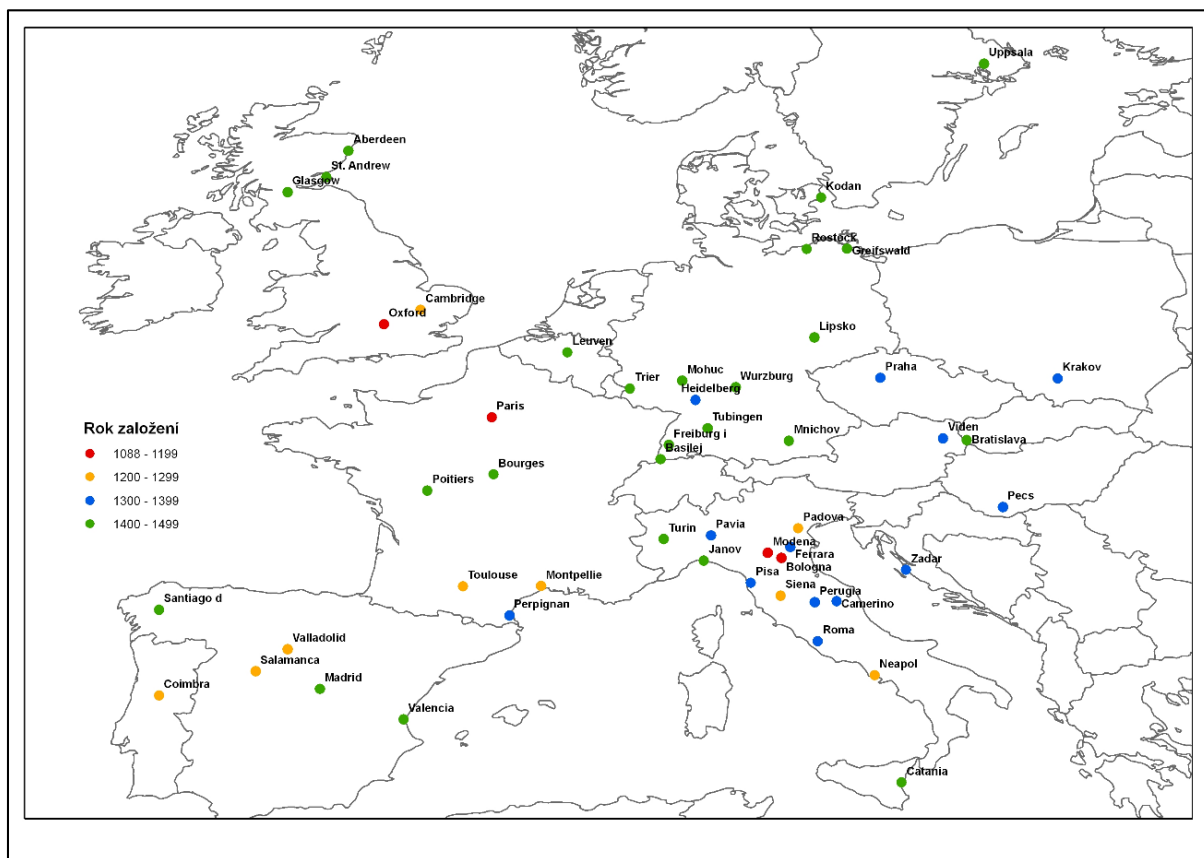 Uppsala
Aberdeen
St. Andrew
Glasgow
Kodan
Rostock
Greifswald
Cambridge
Oxford
Lipsko
Leuven
Mohuc
Praha
Krakov
Trier
Wurzburg
Heidelberg
Paris
Tubingen
Rok založení
Mnichov
Viden
Freiburg i
Bratislava
Basilej
1088 - 1199
Bourges
1200 - 1299
Poitiers
1300 - 1399
Pecs
1400 - 1499
Padova
Pavia
Turin
Modena
Janov
Ferrara
Zadar
Bologna
Pisa
Toulouse
Montpellie
Siena
Perugia
Santiago d
Perpignan
Camerino
Roma
Valladolid
Salamanca
Neapol
Madrid
Coimbra
Valencia
Catania